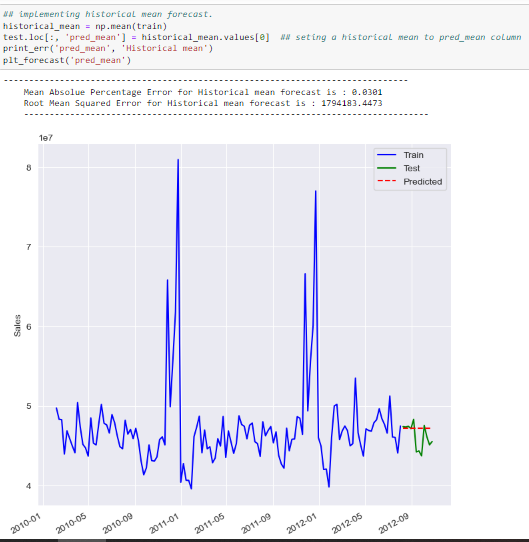 ## implementing historical mean forecast.
historical_mean = np.mean(train)
test.loc[:, 'pred_mean'] = historical_mean.values[0]  ## seting a historical mean to pred_mean column
print_err('pred_mean', 'Historical mean')
plt_forecast('pred_mean')
--------------------------------------------------------------------------------
Mean Absolue Percentage Error for Historical mean forecast is : 0.0301
Root Mean Squared Error for Historical mean forecast is : 1794183.4473
--------------------------------------------------------------------------------
1e7
Train
Test
Predicted
8
7
6
5
4
Sales
2010-01
2010-05
2010-09
2011-01
2011-05
2011-09
2012-01
2012-05
2012-09